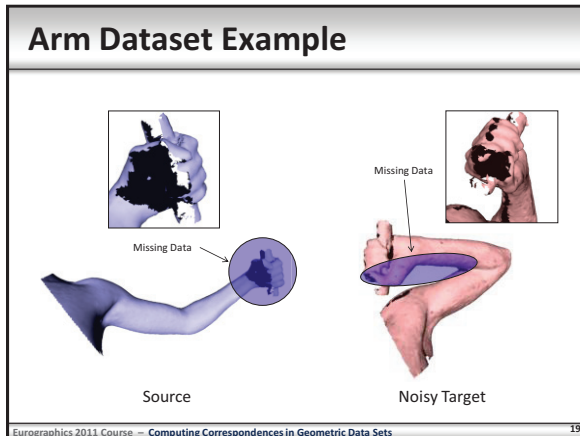 Arm Dataset Example
Missing Data
Missing Data
Source
Noisy Target
Eurographics 2011 Course – Computing Correspondences in Geometric Data Sets
19